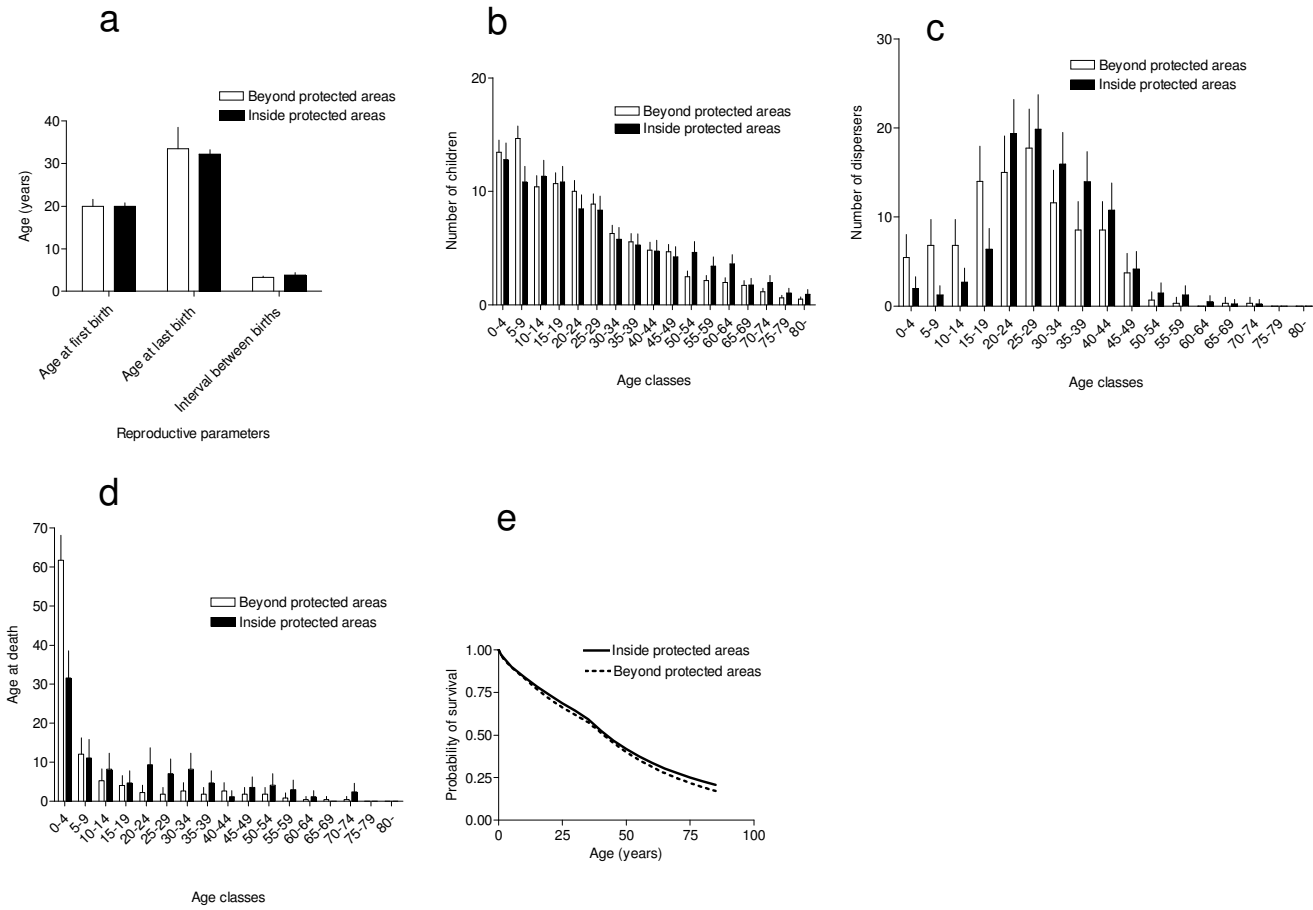 a
Beyond protected areas
Inside protected areas
40
30
20
10
0
Age (years)
Age at first birth
Age at last birth
Interval between births
Reproductive parameters
b
Beyond protected areas
Inside protected areas
20
10
0
Number of children
0-4
5-9
10-14
15-19
20-24
25-29
30-34
35-39
40-44
45-49
50-54
55-59
60-64
65-69
70-74
75-79
80-
Age classes
c
Beyond protected areas
Inside protected areas
30
20
10
0
Number of dispersers
0-4
5-9
10-14
15-19
20-24
25-29
30-34
35-39
40-44
45-49
50-54
55-59
60-64
65-69
70-74
75-79
80-
Age classes
d
Beyond protected areas
Inside protected areas
70
60
50
40
30
20
10
0
Age at death
0-4
5-9
10-14
15-19
20-24
25-29
30-34
35-39
40-44
45-49
50-54
55-59
60-64
65-69
70-74
75-79
80-
Age classes
e
Inside protected areas
Beyond protected areas
1.00
0.75
0.50
0.25
0.00
Probability of survival
0
25
50
75
100
Age (years)